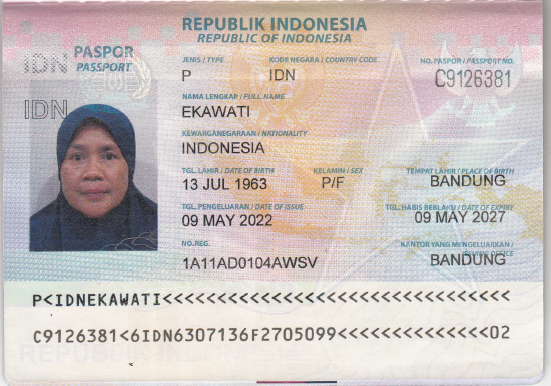 REPUBLIK INDONESIA
REPUBLIC OF INDONESIA
IDN PASPOR
PASSPORT
IDN
JENIS / TYPE KODE NEGARA / COUNTRY CODE NO. PASPOR / PASSPORT NO.
P IDN C9126381
NAMA LENGKAP / FULL NAME
EKAWATI
KEWARGANEGARAAN / NATIONALITY
INDONESIA
TGL. LAHIR / DATE OF BIRTH KELAMIN / SEX TEMPAT LAHIR / PLACE OF BIRTH
13 JUL 1963 P/F BANDUNG
TGL. PENGELUARAN / DATE OF ISSUE TGL. HABIS BERLAKU / DATE OF EXPIRY
09 MAY 2022 09 MAY 2027
NO. REG. KANTOR YANG MENGELUARKAN /
ISSUING OFFICE
1A11AD0104AWSV BANDUNG
P<IDNEKAWATI<<<<<<<<<<<<<<<<<<<<<<<<<<<<<<<<
C9126381<6IDN6307136F2705099<<<<<<<<<<<<<<02
REPUBLIK INDONESIA